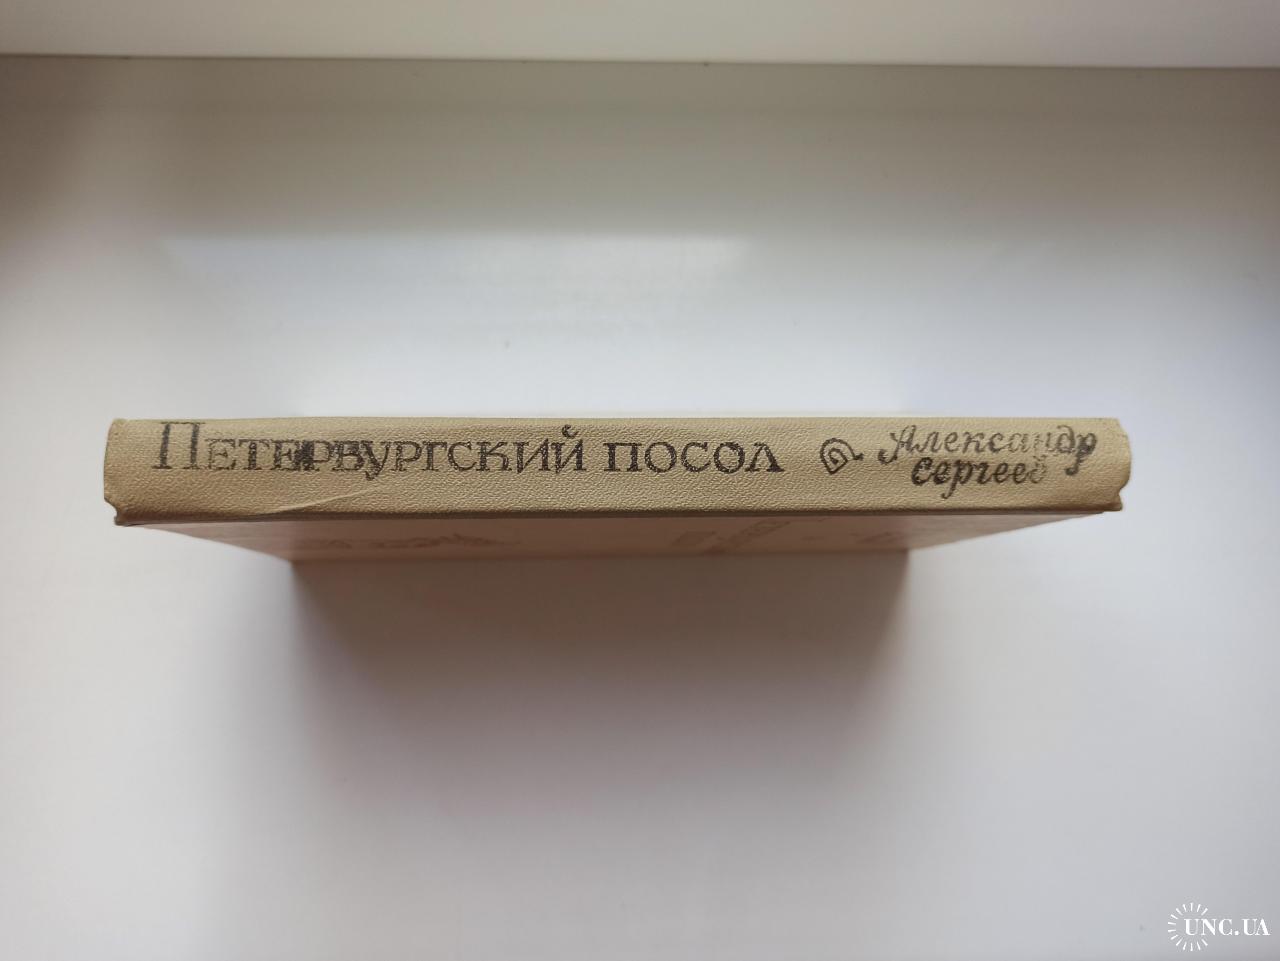 Петербургский посол
Александр
Сергеев
UNC.UA